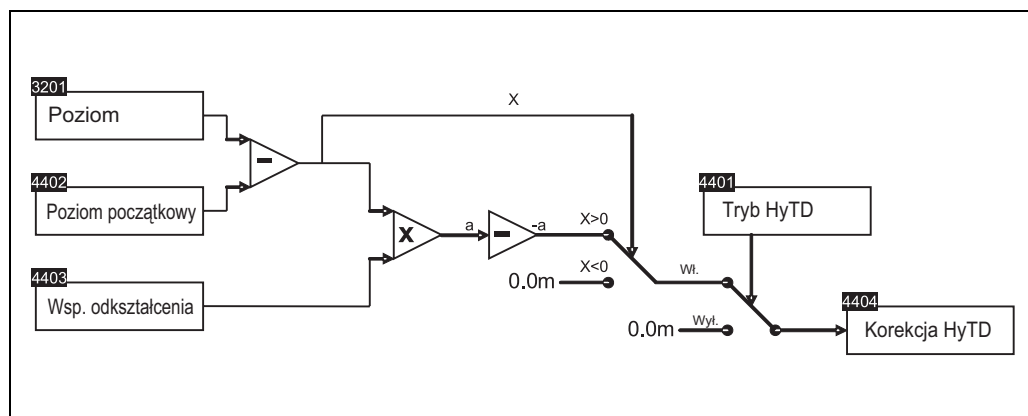 3201
Poziom
X
4402
Poziom początkowy
4401
Tryb HyTD
X
a
-a
X>0
X<0
0.0m
Wł.
4403
Wsp. odkształcenia
4404
Korekcja HyTD
0.0m
Wył.